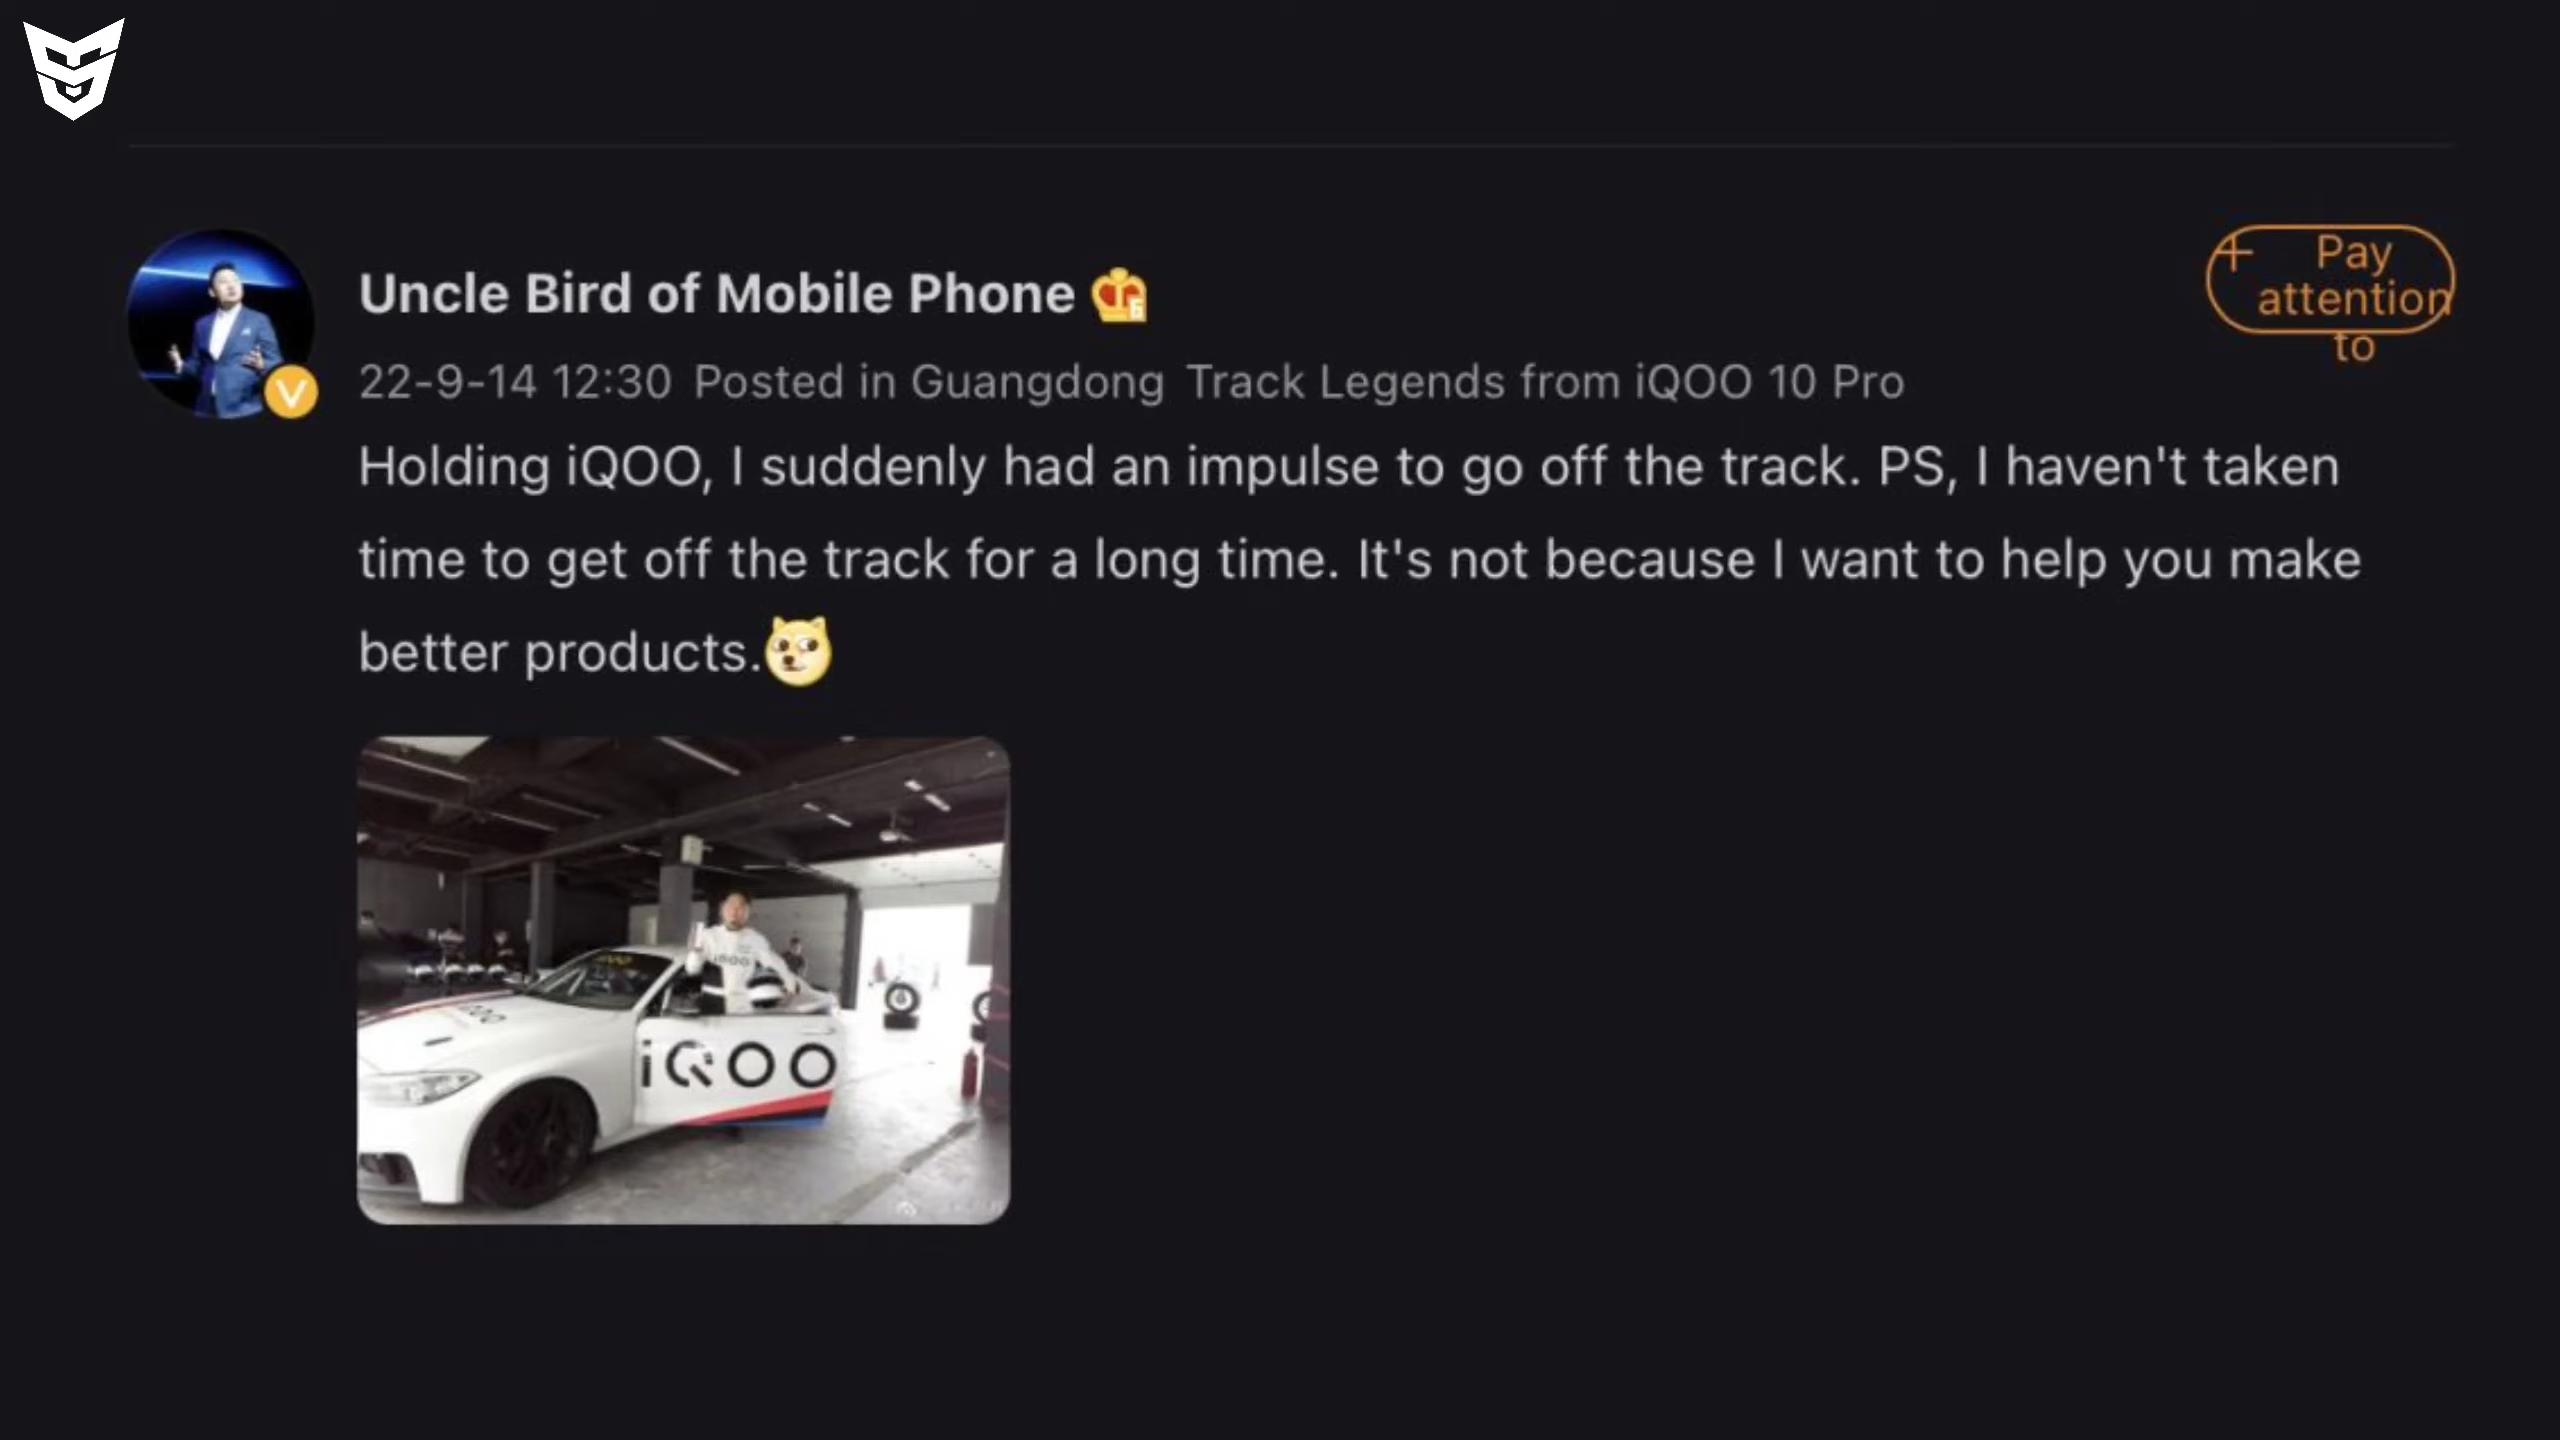 Uncle Bird of Mobile Phone
+ Pay
attention
to
22-9-14 12:30 Posted in Guangdong Track Legends from iQOO 10 Pro
Holding iQOO, I suddenly had an impulse to go off the track. PS, I haven't taken
time to get off the track for a long time. It's not because I want to help you make
better products.
iQOO